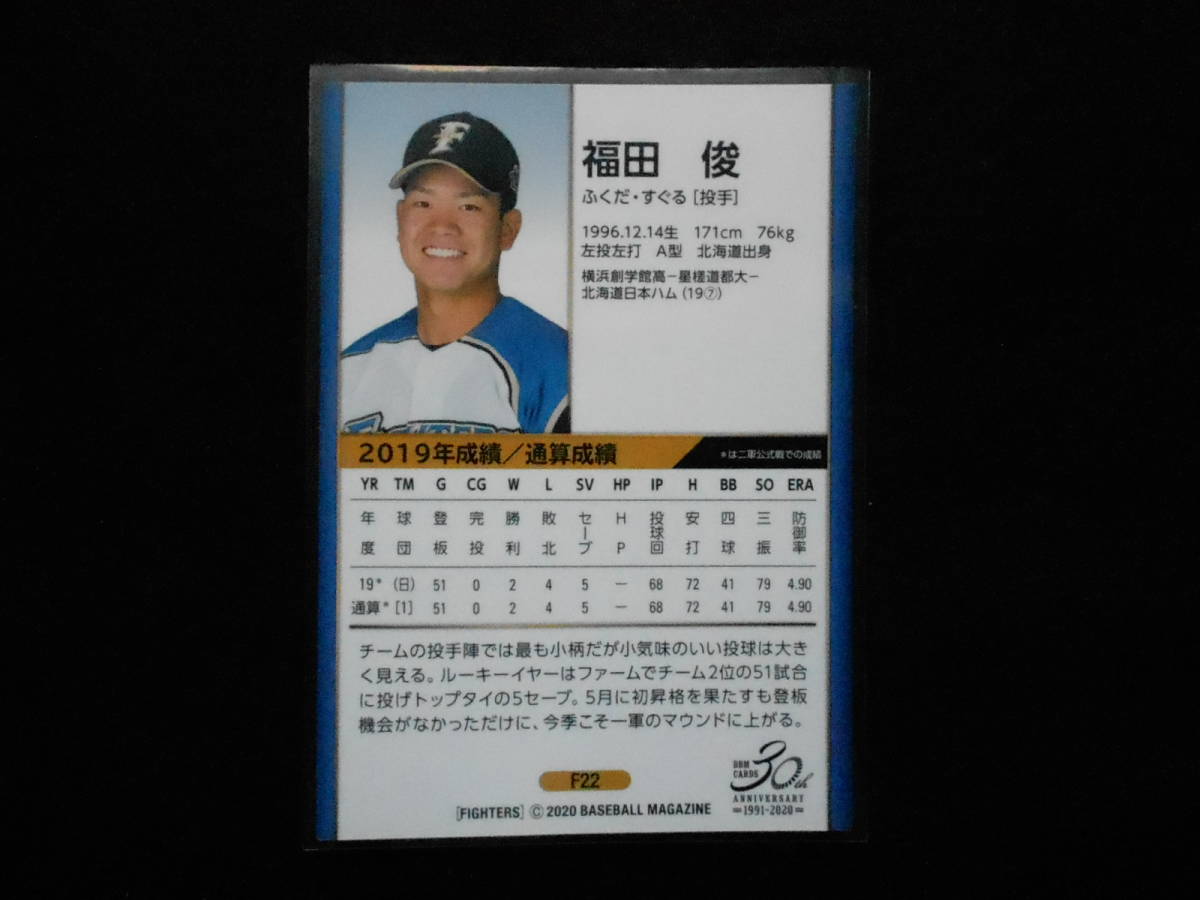 福田 俊
ふくだ・すぐる [投手]
1996.12.14生 171cm 76kg
左投左打 A型 北海道出身
横浜創学館高－星槎道都大－
北海道日本ハム (19⑦)
2019年成績／通算成績
*は二軍公式戦での成績
YR TM G CG W L SV HP IP H BB SO ERA
年度 球団 登板 完投 勝利 敗北 セーブ HP 投球回 安打 四球 三振 防御率
19* (日) 51 0 2 4 5 － 68 72 41 79 4.90
通算* [1] 51 0 2 4 5 － 68 72 41 79 4.90
チームの投手陣では最も小柄だが小気味のいい投球は大き
く見える。ルーキーイヤーはファームでチーム2位の51試合
に投げトップタイの5セーブ。5月に初昇格を果たすも登板
機会がなかっただけに、今季こそ一軍のマウンドに上がる。
F22
[FIGHTERS] © 2020 BASEBALL MAGAZINE
BBM CARDS 30th
ANNIVERSARY
1991-2020